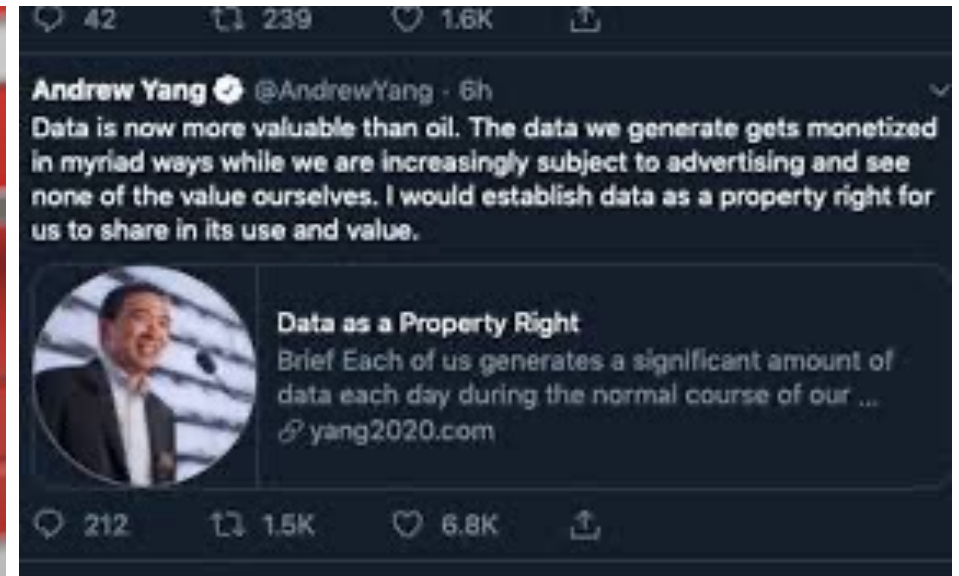 42 239 1.6K
Andrew Yang @AndrewYang · 6h
Data is now more valuable than oil. The data we generate gets monetized
in myriad ways while we are increasingly subject to advertising and see
none of the value ourselves. I would establish data as a property right for
us to share in its use and value.
Data as a Property Right
Brief Each of us generates a significant amount of
data each day during the normal course of our ...
yang2020.com
212 1.5K 6.8K